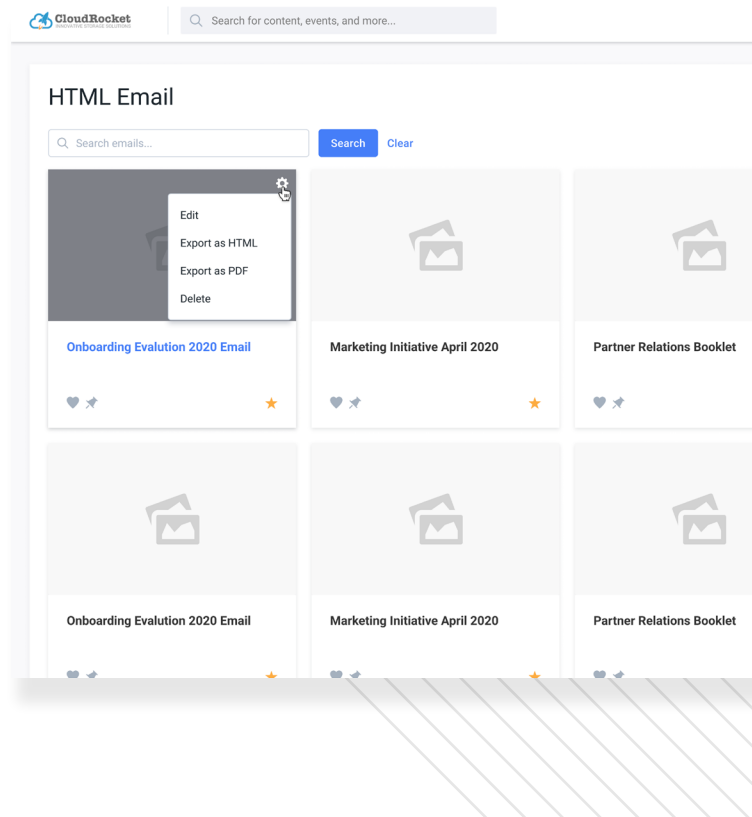 CloudRocket
INNOVATIVE STORAGE SOLUTIONS
Search for content, events, and more...
HTML Email
Search emails...
Search
Clear
Edit
Export as HTML
Export as PDF
Delete
Onboarding Evalution 2020 Email
Marketing Initiative April 2020
Partner Relations Booklet
Onboarding Evalution 2020 Email
Marketing Initiative April 2020
Partner Relations Booklet